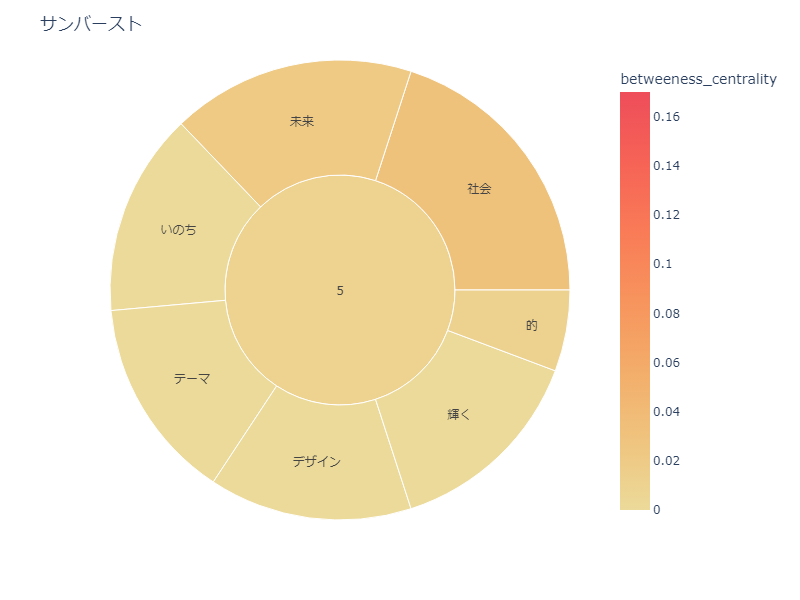 サンバースト
betweeness_centrality
未来
社会
いのち
5
的
テーマ
輝く
デザイン
0.16
0.14
0.12
0.1
0.08
0.06
0.04
0.02
0